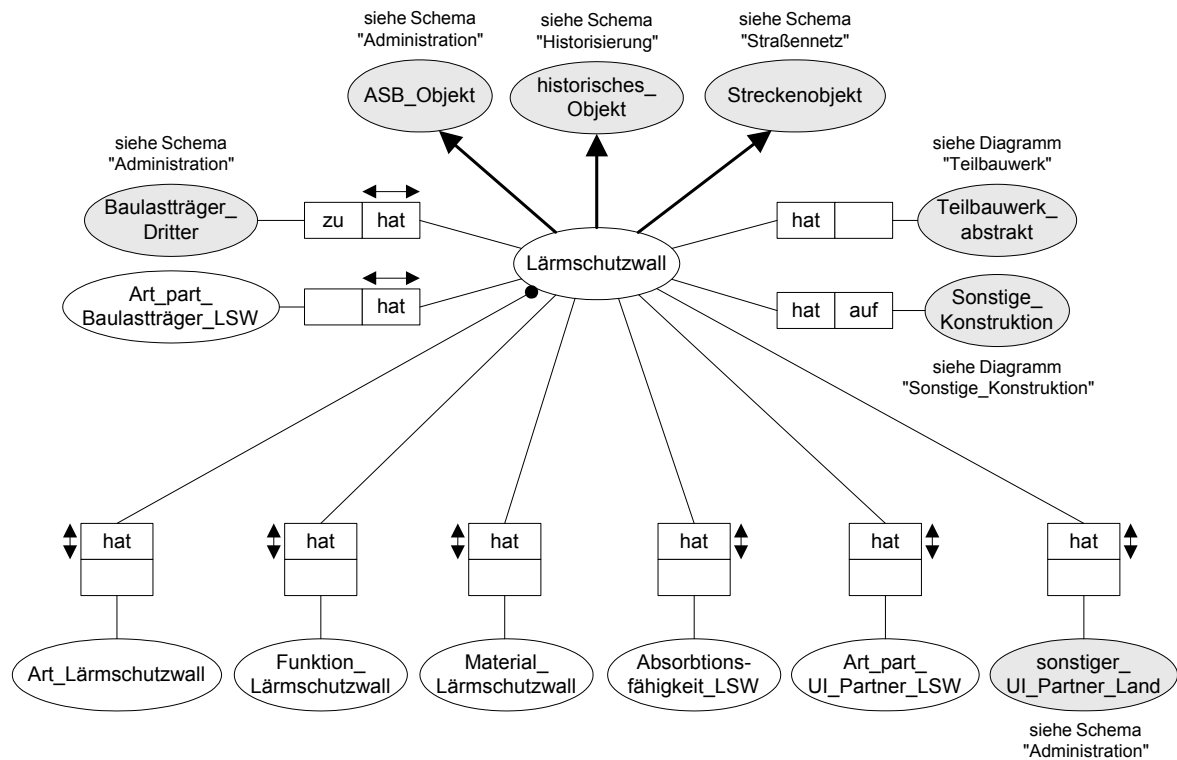 siehe Schema
"Administration"
siehe Schema
"Historisierung"
siehe Schema
"Straßennetz"
ASB_Objekt
historisches_
Objekt
Streckenobjekt
siehe Schema
"Administration"
siehe Diagramm
"Teilbauwerk"
Baulastträger_
Dritter
zu
hat
hat
Teilbauwerk_
abstrakt
Lärmschutzwall
Art_part_
Baulastträger_LSW
hat
hat
auf
Sonstige_
Konstruktion
siehe Diagramm
"Sonstige_Konstruktion"
hat
hat
hat
hat
hat
hat
Art_Lärmschutzwall
Funktion_
Lärmschutzwall
Material_
Lärmschutzwall
Absorbtions-
fähigkeit_LSW
Art_part_
UI_Partner_LSW
sonstiger_
UI_Partner_Land
siehe Schema
"Administration"